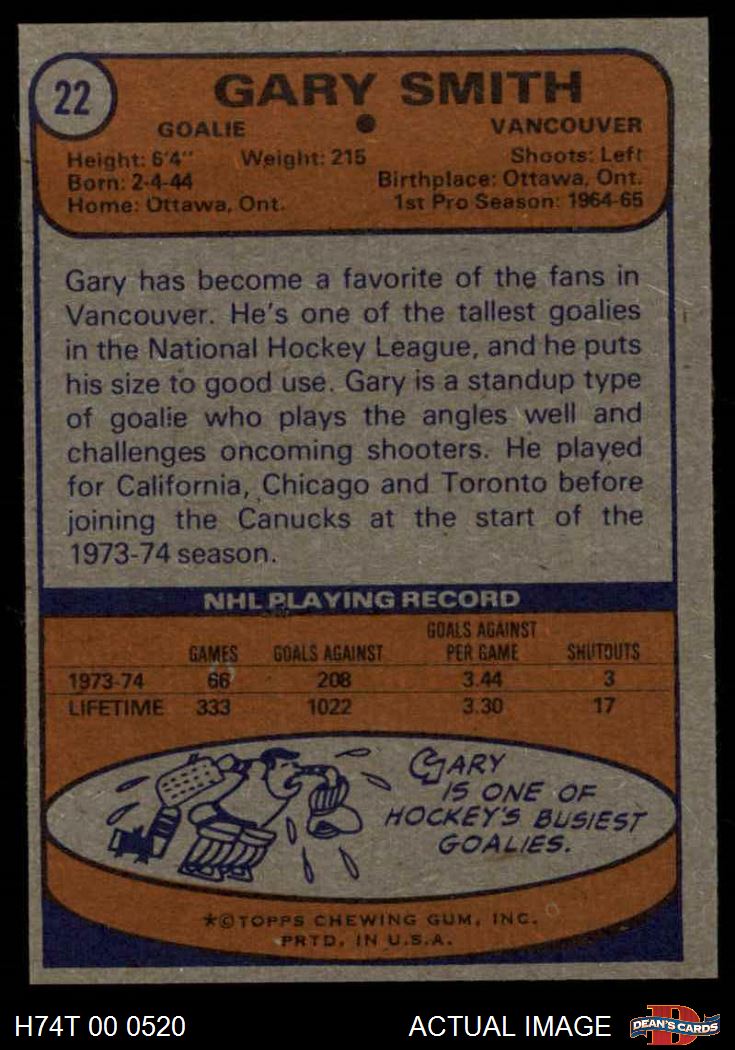 22
GARY SMITH
GOALIE VANCOUVER
Height: 6'4" Weight: 215 Shoots: Left
Born: 2-4-44 Birthplace: Ottawa, Ont.
Home: Ottawa, Ont. 1st Pro Season: 1964-65
Gary has become a favorite of the fans in
Vancouver. He's one of the tallest goalies
in the National Hockey League, and he puts
his size to good use. Gary is a standup type
of goalie who plays the angles well and
challenges oncoming shooters. He played
for California, Chicago and Toronto before
joining the Canucks at the start of the
1973-74 season.
NHL PLAYING RECORD
GAMES GOALS AGAINST GOALS AGAINST PER GAME SHUTOUTS
1973-74 66 208 3.44 3
LIFETIME 333 1022 3.30 17
GARY
IS ONE OF
HOCKEY'S BUSIEST
GOALIES.
*©TOPPS CHEWING GUM, INC.
PRTD. IN U.S.A.
H74T 00 0520 ACTUAL IMAGE D DEAN'S CARDS